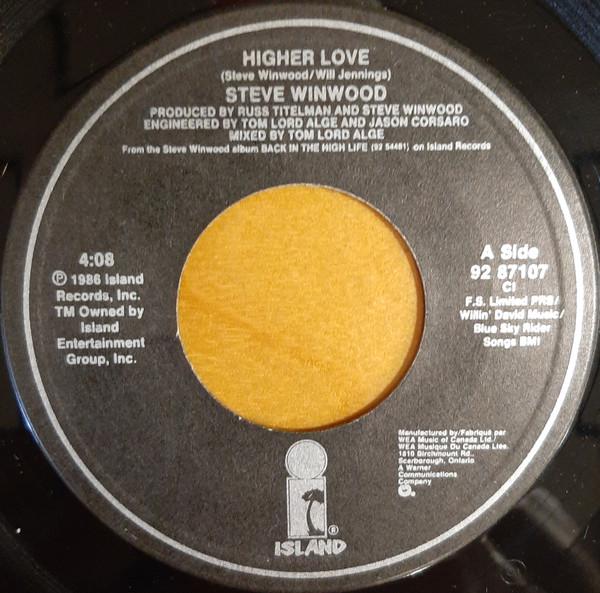 HIGHER LOVE
(Steve Winwood/Will Jennings)
STEVE WINWOOD
PRODUCED BY RUSS TITELMAN AND STEVE WINWOOD
ENGINEERED BY TOM LORD ALGE AND JASON CORSARO
MIXED BY TOM LORD ALGE
From the Steve Winwood album BACK IN THE HIGH LIFE (92 54481) on Island Records
4:08
℗ 1986 Island
Records, Inc.
TM Owned by
Island
Entertainment
Group, Inc.
A Side
92 87107
C1
F.S. Limited PRS/
Willin' David Music/
Blue Sky Rider
Songs BMI
Manufactured by/Fabriqué par
WEA Music of Canada Ltd./
WEA Musique Du Canada Ltée.
1810 Birchmount Rd.,
Scarborough, Ontario
A Warner
Communications
Company
®
ISLAND